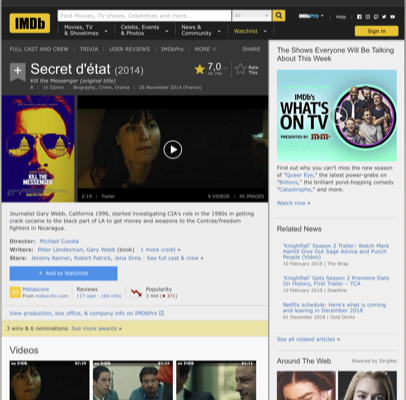 IMDb
Find Movies, TV shows, Celebrities and more...
All
IMDbPro
Help
Movies, TV
& Showtimes
Celebs, Events
& Photos
News &
Community
Watchlist
Sign in
FULL CAST AND CREW | TRIVIA | USER REVIEWS | IMDbPro | MORE
SHARE
Secret d'état (2014)
Kill the Messenger (original title)
R | 1h 52min | Biography, Crime, Drama | 26 November 2014 (France)
7,0
Rate
This
KILL THE
MESSENGER
2:19 | Trailer
9 VIDEOS | 40 IMAGES
Journalist Gary Webb, California 1996, started investigating CIA's role in the 1980s in getting
crack cocaine to the black part of LA to get money and weapons to the Contras/freedom
fighters in Nicaragua.
Director: Michael Cuesta
Writers: Peter Landesman, Gary Webb (book) | 1 more credit »
Stars: Jeremy Renner, Robert Patrick, Jena Sims | See full cast & crew »
+ Add to Watchlist
Metascore
From metacritic.com
Reviews
117 user | 163 critic
Popularity
3 444 ( 371)
View production, box office, & company info on IMDbPro
3 wins & 6 nominations. See more awards »
Videos
The Shows Everyone Will Be Talking
About This Week
IMDb's
WHAT'S
ON TV
PRESENTED BY
Find out why you can't miss the new season
of "Queer Eye," the latest power-grabs on
"Britons," the brilliant pond-hopping comedy
"Catastrophe," and more.
Watch now »
Related News
'Knightfall' Season 2 Trailer: Watch Mark
Hamill Give Out Sage Advice and Punch
People (Video)
10 February 2019 | The Wrap
'Knightfall' Gets Season 2 Premiere Date
On History, First Trailer – TCA
10 February 2019 | Deadline
Netflix schedule: Here's what is coming
and leaving in December 2018
01 December 2018 | Gold Derby
See all related articles »
Around The Web
Powered by ZergNet